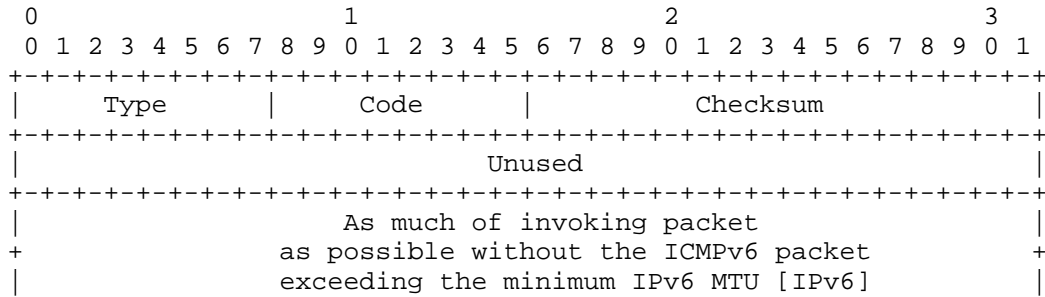 0                   1                   2                   3
 0 1 2 3 4 5 6 7 8 9 0 1 2 3 4 5 6 7 8 9 0 1 2 3 4 5 6 7 8 9 0 1
+-+-+-+-+-+-+-+-+-+-+-+-+-+-+-+-+-+-+-+-+-+-+-+-+-+-+-+-+-+-+-+-+
|     Type      |     Code      |          Checksum             |
+-+-+-+-+-+-+-+-+-+-+-+-+-+-+-+-+-+-+-+-+-+-+-+-+-+-+-+-+-+-+-+-+
|                             Unused                            |
+-+-+-+-+-+-+-+-+-+-+-+-+-+-+-+-+-+-+-+-+-+-+-+-+-+-+-+-+-+-+-+-+
|                    As much of invoking packet                 |
+                as possible without the ICMPv6 packet          +
|                exceeding the minimum IPv6 MTU [IPv6]          |